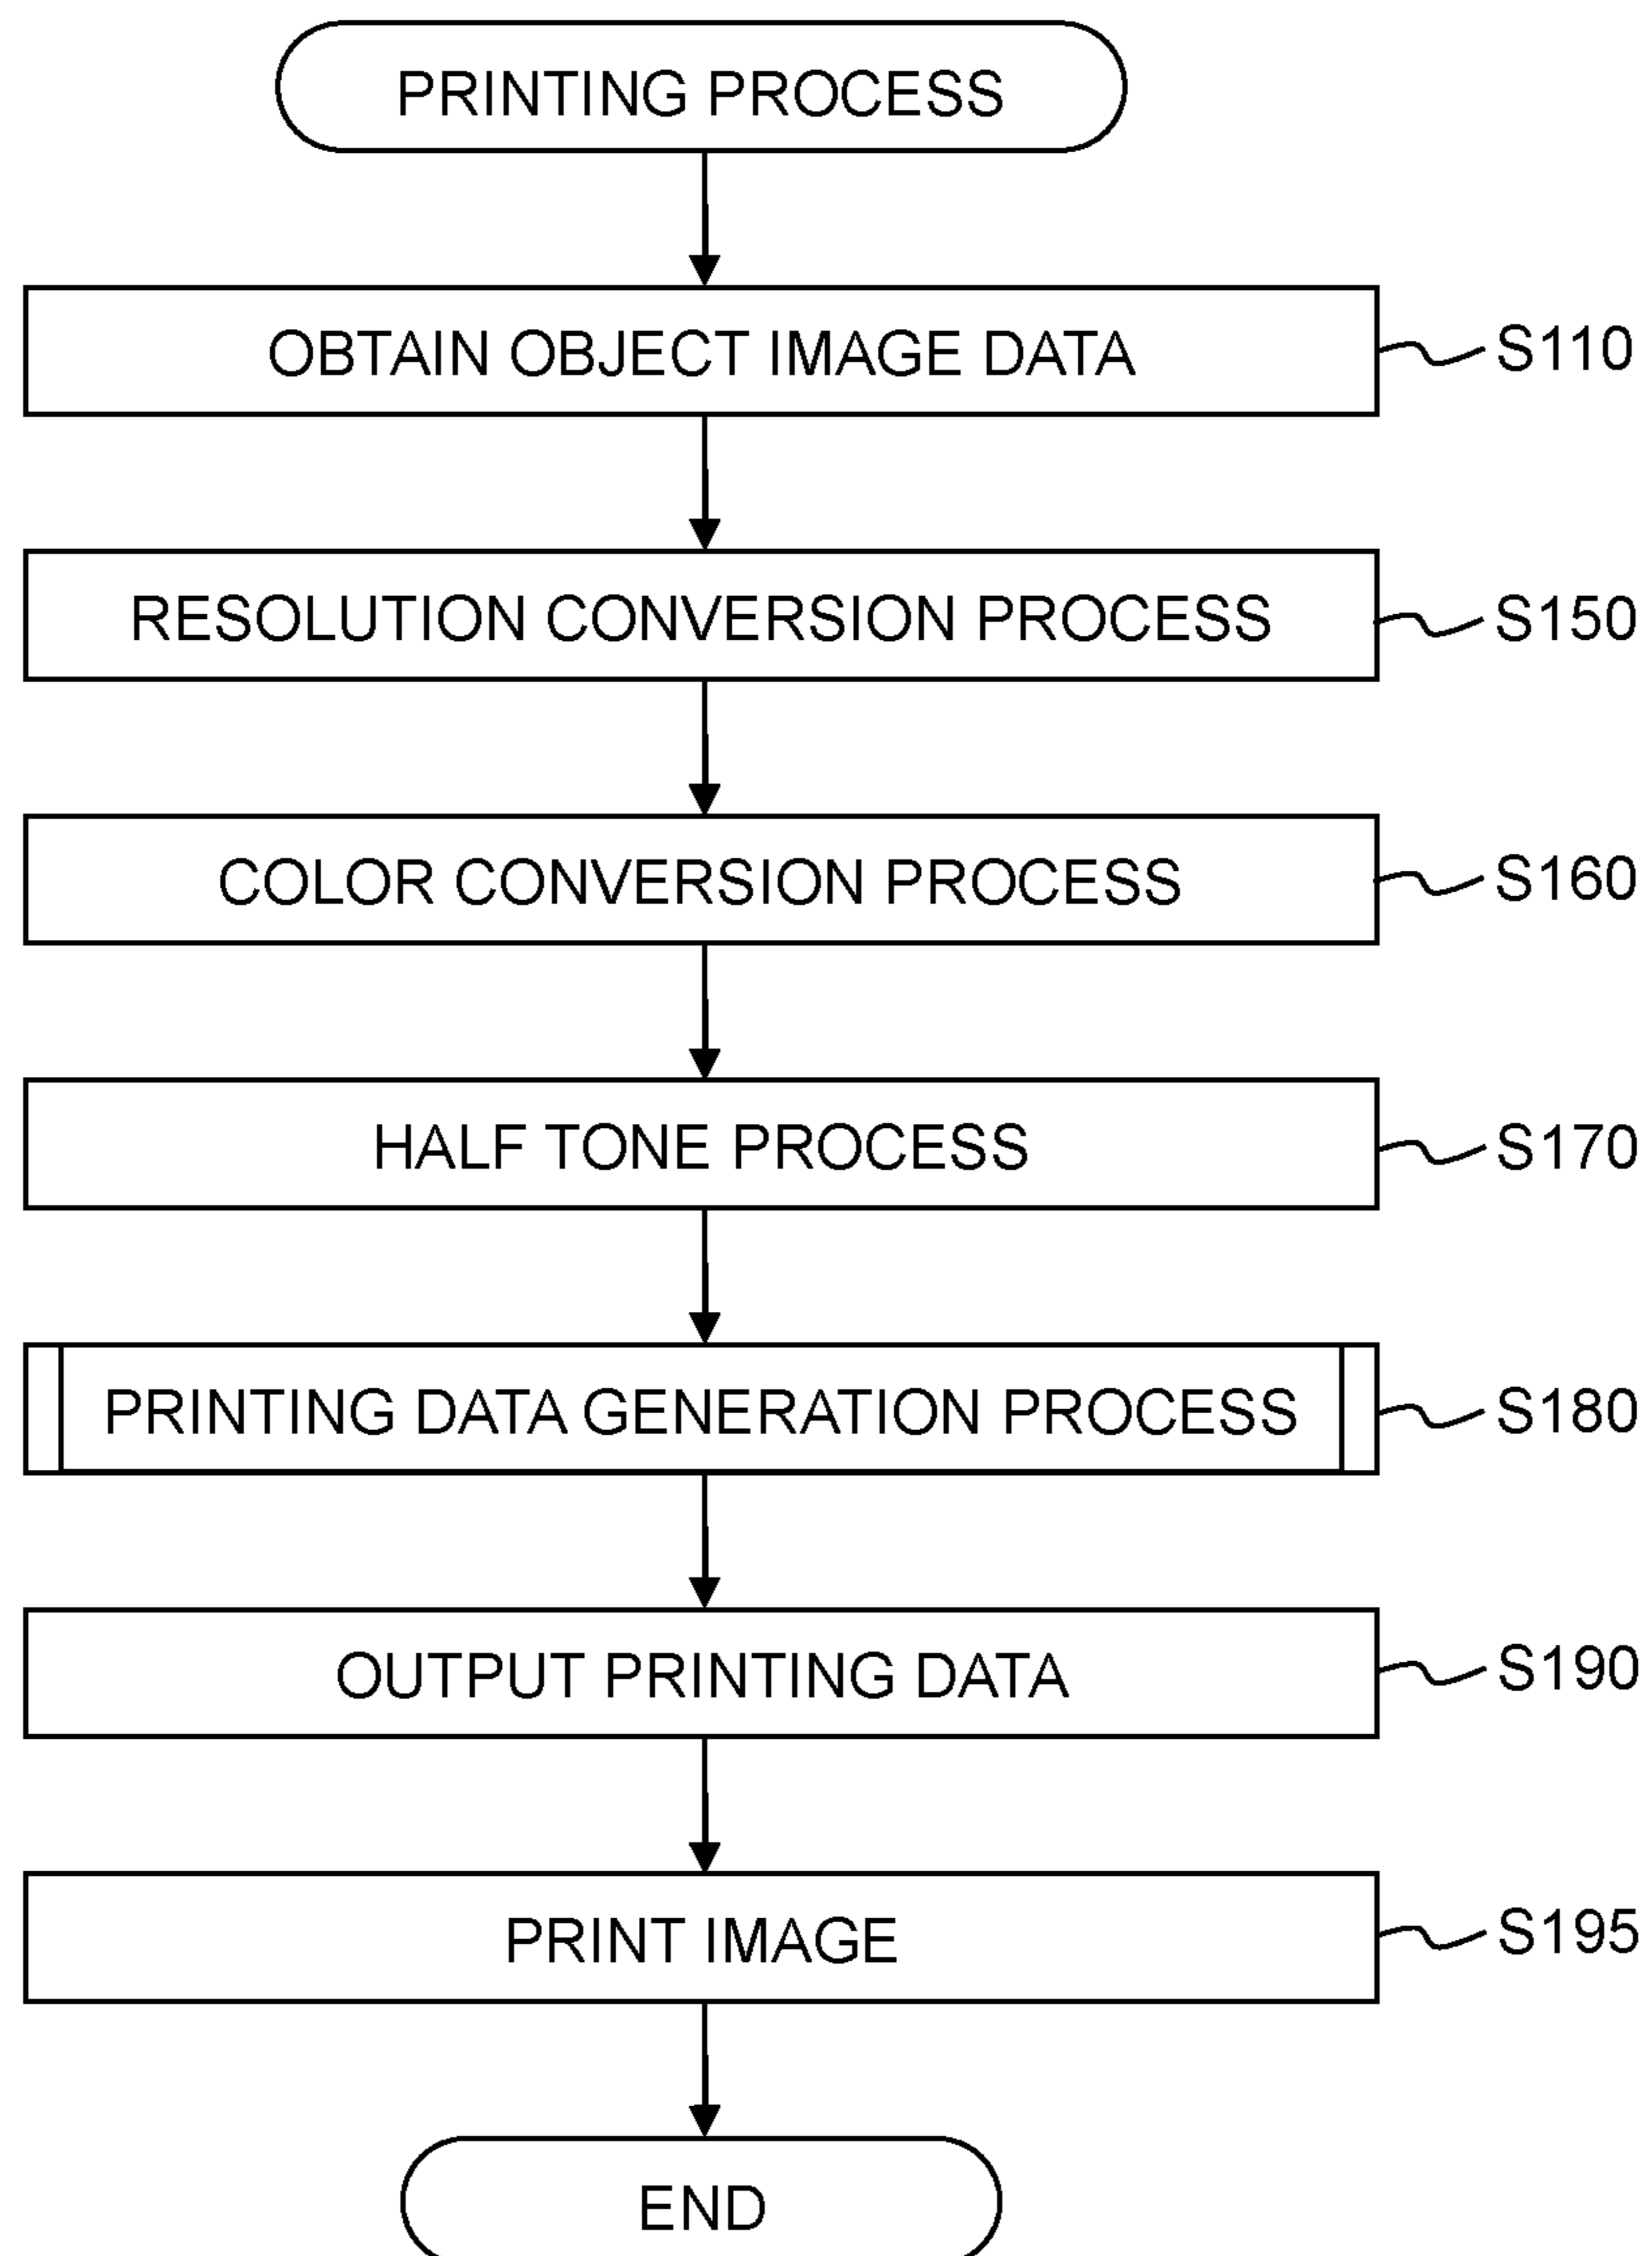 PRINTING PROCESS
OBTAIN OBJECT IMAGE DATA
S110
RESOLUTION CONVERSION PROCESS
S150
COLOR CONVERSION PROCESS
S160
HALF TONE PROCESS
S170
PRINTING DATA GENERATION PROCESS
S180
OUTPUT PRINTING DATA
S190
PRINT IMAGE
S195
END